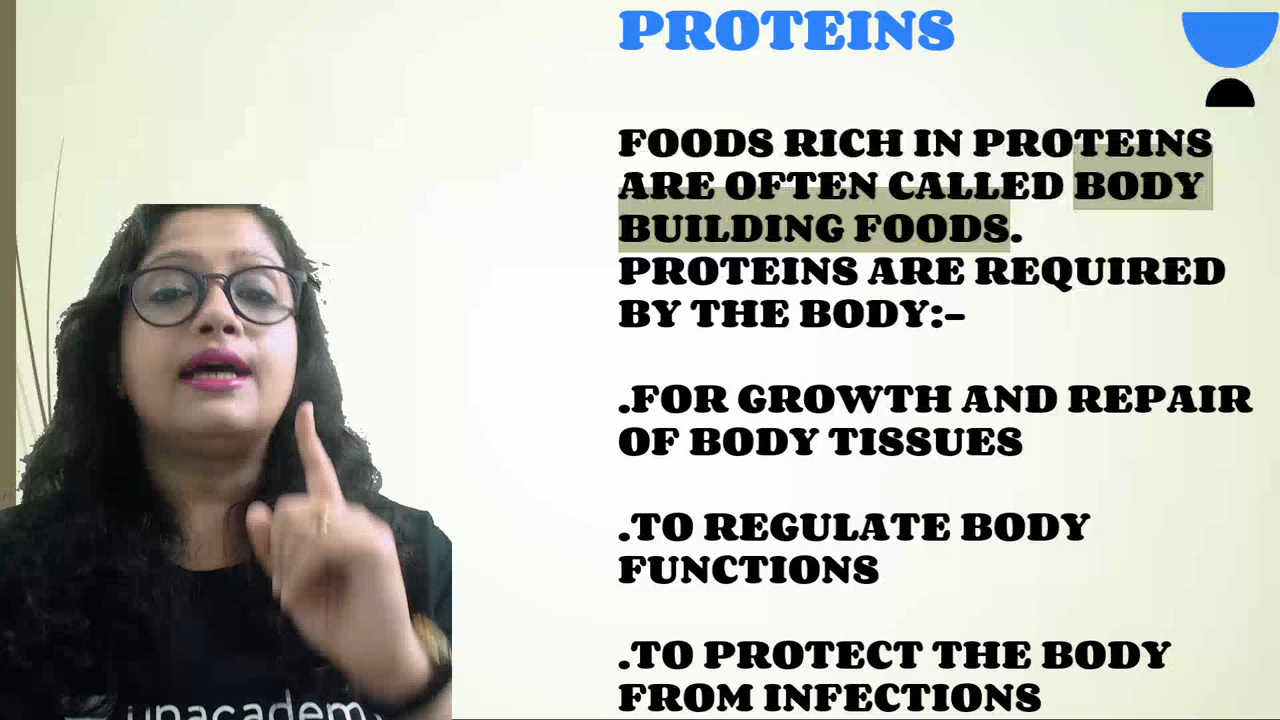 PROTEINS
FOODS RICH IN PROTEINS
ARE OFTEN CALLED BODY
BUILDING FOODS.
PROTEINS ARE REQUIRED
BY THE BODY:–
.FOR GROWTH AND REPAIR
OF BODY TISSUES
.TO REGULATE BODY
FUNCTIONS
.TO PROTECT THE BODY
FROM INFECTIONS
unacadem